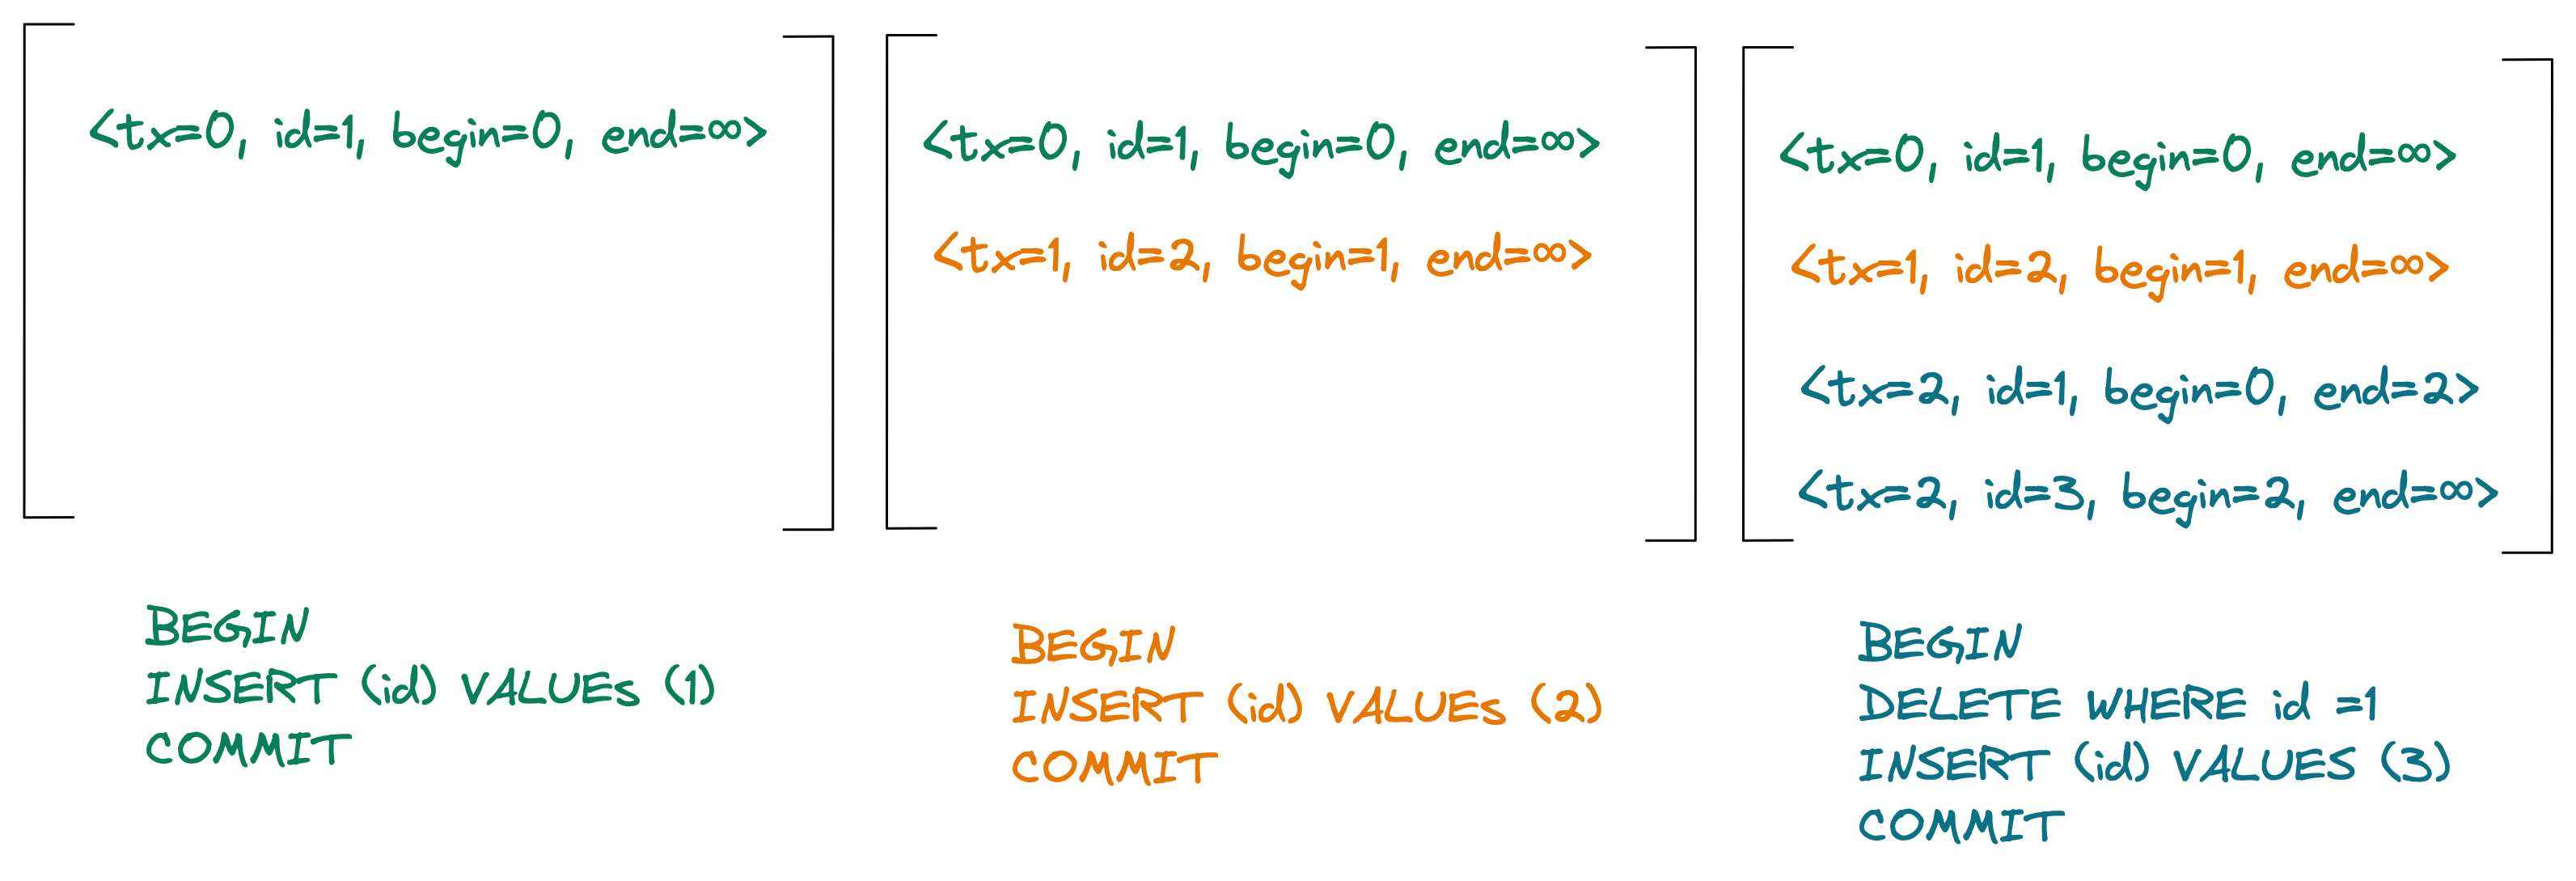 <tx=0, id=1, begin=0, end=∞>
BEGIN
INSERT (id) VALUES (1)
COMMIT
<tx=0, id=1, begin=0, end=∞>
<tx=1, id=2, begin=1, end=∞>
BEGIN
INSERT (id) VALUES (2)
COMMIT
<tx=0, id=1, begin=0, end=∞>
<tx=1, id=2, begin=1, end=∞>
<tx=2, id=1, begin=0, end=2>
<tx=2, id=3, begin=2, end=∞>
BEGIN
DELETE WHERE id =1
INSERT (id) VALUES (3)
COMMIT